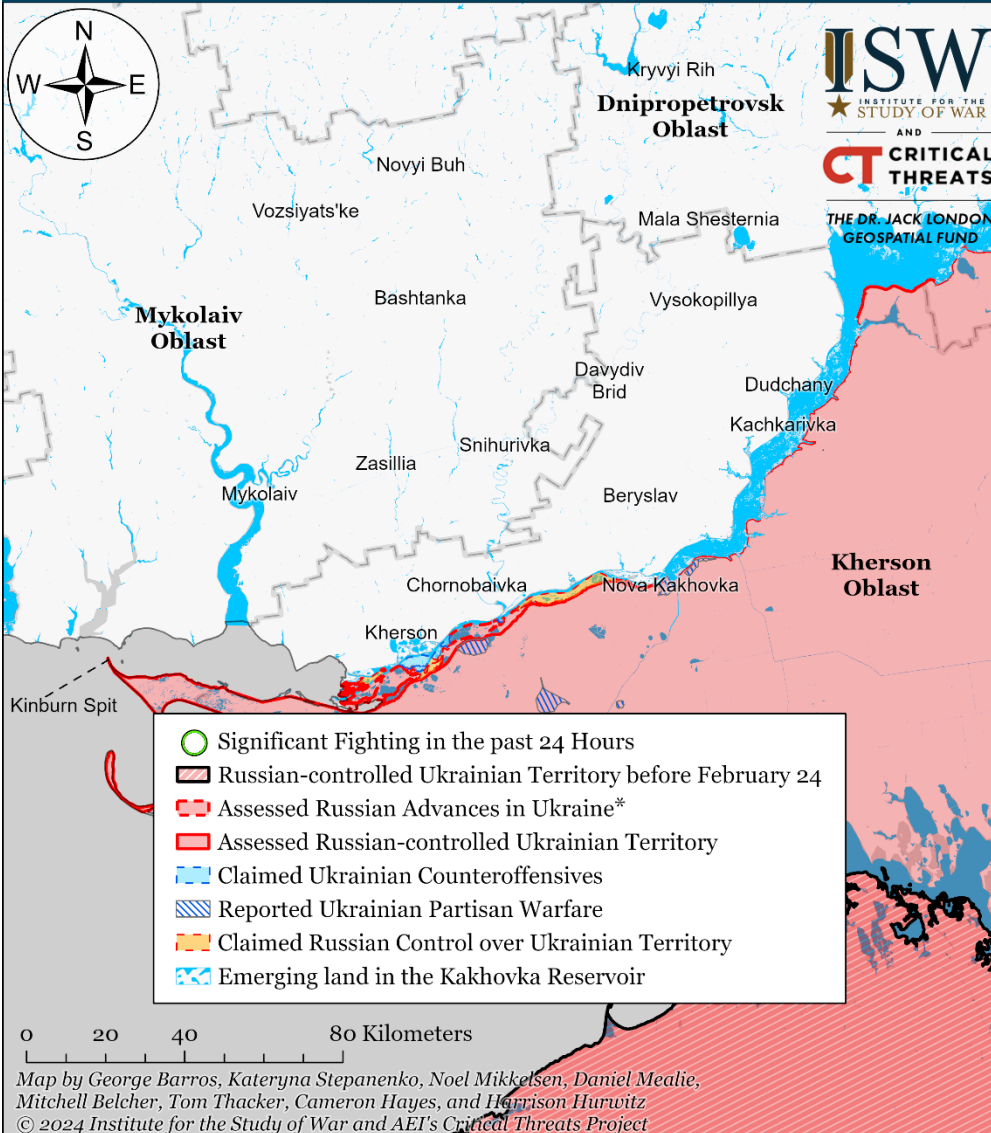 N
W
E
S
Kryvyi Rih
Dnipropetrovsk
Oblast
ISW
INSTITUTE FOR THE
STUDY OF WAR
AND
CT CRITICAL
THREATS
THE DR. JACK LONDON
GEOSPATIAL FUND
Novyi Buh
Vozsiyats'ke
Mala Shesternia
Bashtanka
Vysokopillya
Mykolaiv
Oblast
Davydiv
Brid
Dudchany
Kachkarivka
Snihurivka
Zasillia
Mykolaiv
Beryslav
Kherson
Oblast
Chornobaivka
Nova Kakhovka
Kherson
Kinburn Spit
Significant Fighting in the past 24 Hours
Russian-controlled Ukrainian Territory before February 24
Assessed Russian Advances in Ukraine*
Assessed Russian-controlled Ukrainian Territory
Claimed Ukrainian Counteroffensives
Reported Ukrainian Partisan Warfare
Claimed Russian Control over Ukrainian Territory
Emerging land in the Kakhovka Reservoir
0 20 40 80 Kilometers
Map by George Barros, Kateryna Stepanenko, Noel Mikkelsen, Daniel Mealie,
Mitchell Belcher, Tom Thacker, Cameron Hayes, and Harrison Hurwitz
© 2024 Institute for the Study of War and AEI's Critical Threats Project